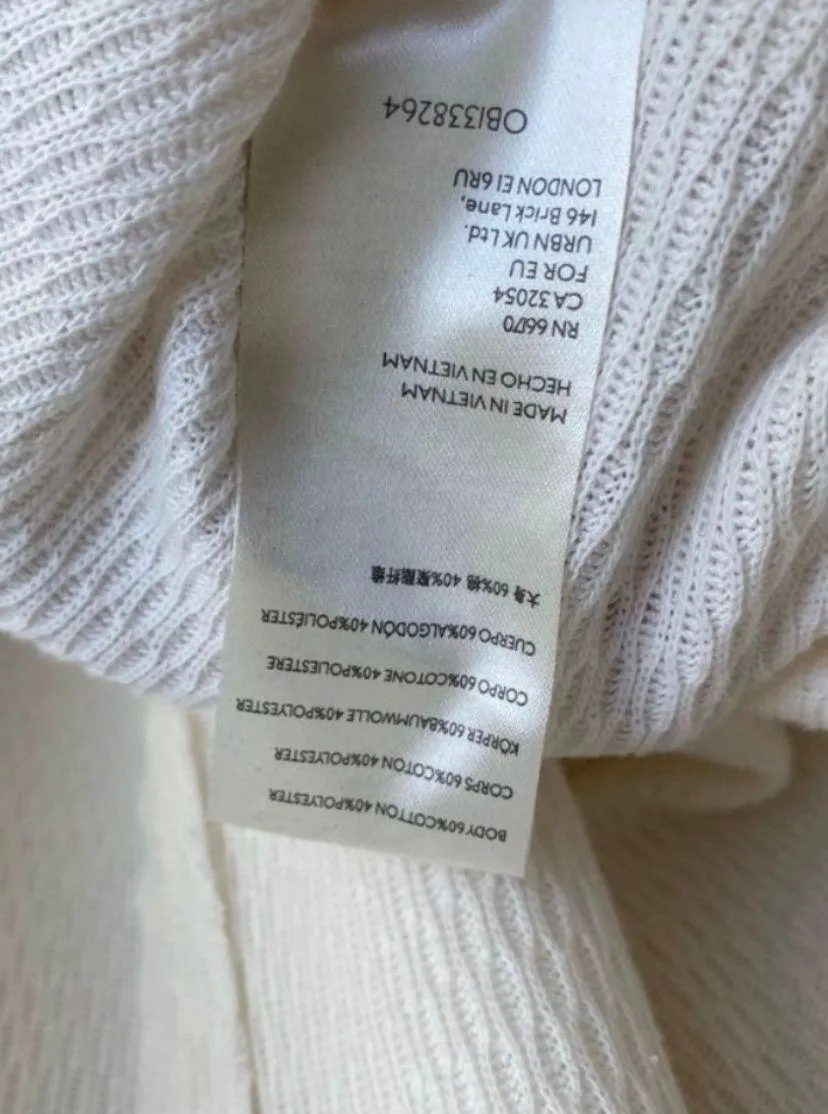 BODY 60%COTTON 40%POLYESTER
CORPS 60%COTON 40%POLYESTER
KÖRPER 60%BAUMWOLLE 40%POLYESTER
CORPO 60%COTONE 40%POLIESTERE
CUERPO 60%ALGODÓN 40%POLIÉSTER
大身 60%棉 40%聚酯纤维
MADE IN VIETNAM
HECHO EN VIETNAM
RN 66170
CA 32054
FOR EU
URBN UK Ltd.
146 Brick Lane,
LONDON E1 6RU
OB1338264